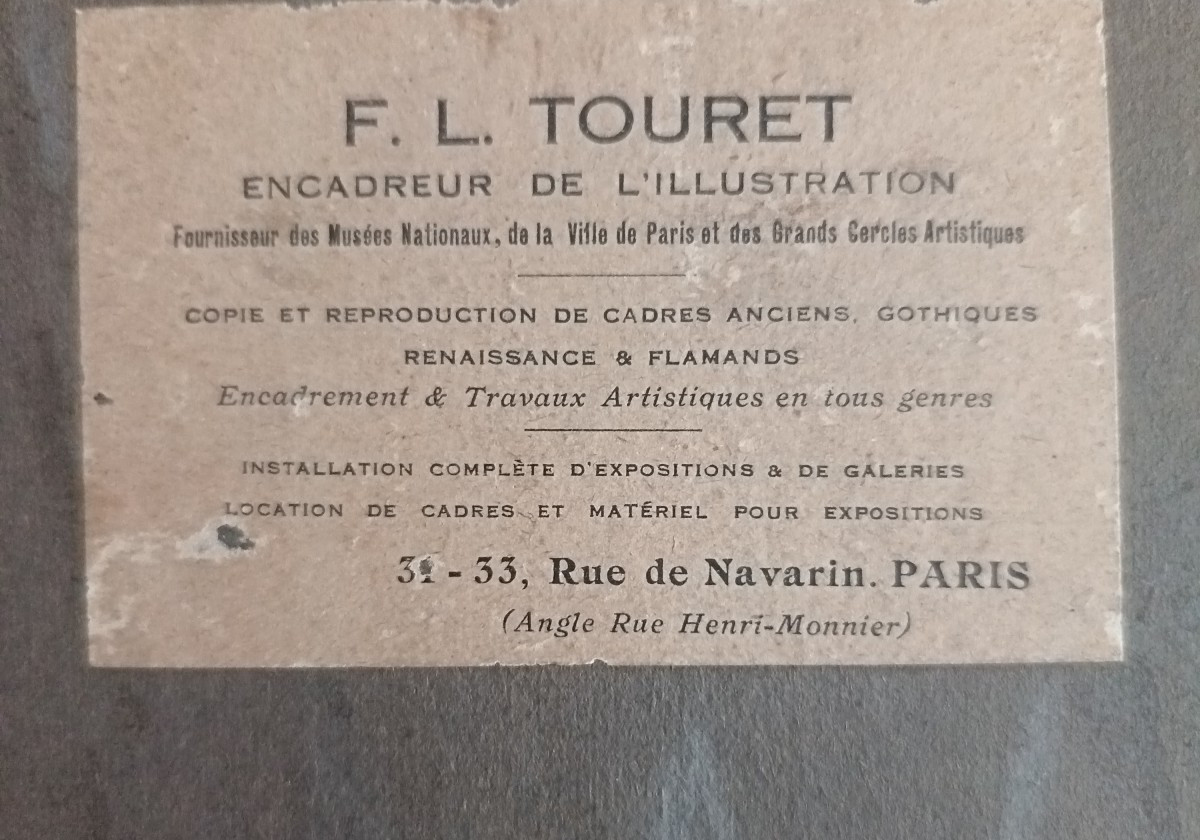 F. L. TOURET
ENCADREUR DE L'ILLUSTRATION
Fournisseur des Musées Nationaux, de la Ville de Paris et des Grands Cercles Artistiques
COPIE ET REPRODUCTION DE CADRES ANCIENS, GOTHIQUES
RENAISSANCE & FLAMANDS
Encadrement & Travaux Artistiques en tous genres
INSTALLATION COMPLÈTE D'EXPOSITIONS & DE GALERIES
LOCATION DE CADRES ET MATÉRIEL POUR EXPOSITIONS
31 - 33, Rue de Navarin. PARIS
(Angle Rue Henri-Monnier)